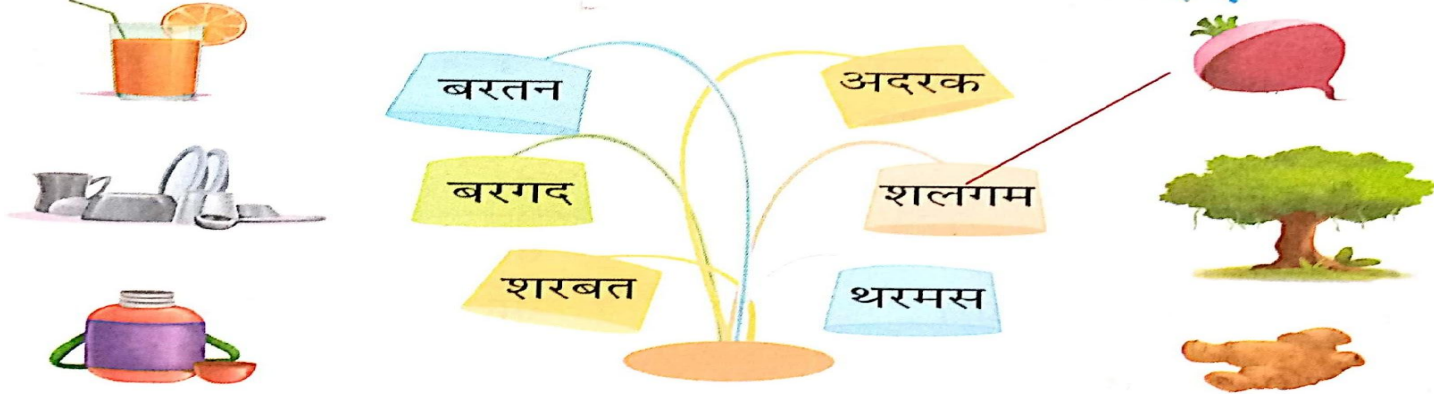 बरतन
अदरक
बरगद
शलगम
शरबत
थरमस